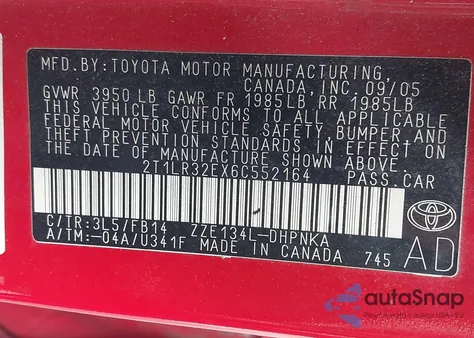 MFD.BY:TOYOTA MOTOR MANUFACTURING,
CANADA, INC. 09/05
GVWR 3950 LB GAWR FR 1985LB, RR 1985LB
THIS VEHICLE CONFORMS TO ALL APPLICABLE
FEDERAL MOTOR VEHICLE SAFETY, BUMPER, AND
THEFT PREVENTION STANDARDS IN EFFECT ON
THE DATE OF MANUFACTURE SHOWN ABOVE.
2T1LR32EX6C552164 PASS.CAR
C/TR:3L5/FB14 ZZE134L-DHPNKA
A/TM:-04A/U341F MADE IN CANADA 745
TOYOTA
AD
autoSnap